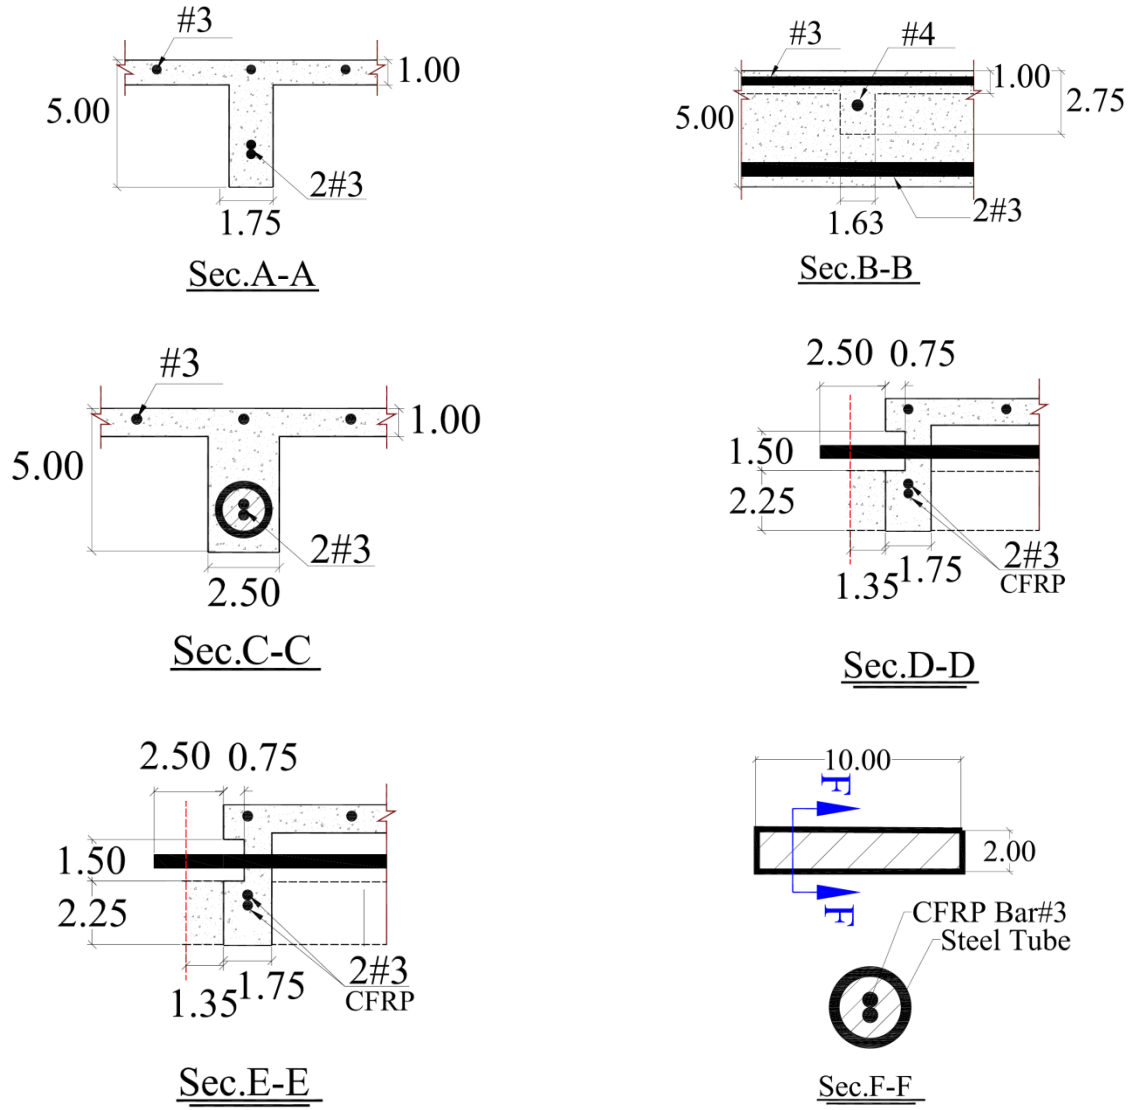 #3
1.00
5.00
2#3
1.75
Sec.A-A
#3
#4
1.00
2.75
5.00
1.63
2#3
Sec.B-B
#3
1.00
5.00
2#3
2.50
Sec.C-C
2.50 0.75
1.50
2.25
2#3
CFRP
1.35 1.75
Sec.D-D
2.50 0.75
1.50
2.25
2#3
CFRP
1.35 1.75
Sec.E-E
10.00
F
2.00
F
CFRP Bar#3
Steel Tube
Sec.F-F